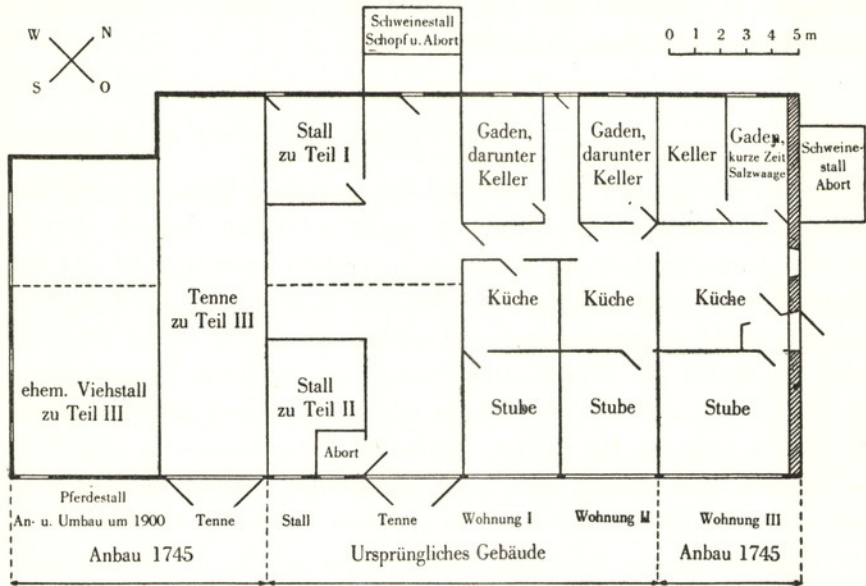 Schweinestall
Schopf u. Abort
W N
S O
0 1 2 3 4 5 m
Stall
zu Teil I
Gaden,
darunter
Keller
Gaden,
darunter
Keller
Keller
Gaden,
kurze Zeit
Salzwaage
Schweine-
stall
Abort
Tenne
zu Teil III
Küche
Küche
Küche
ehem. Viehstall
zu Teil III
Stall
zu Teil II
Abort
Stube
Stube
Stube
Pferdestall
An- u. Umbau um 1900
Tenne
Stall
Tenne
Wohnung I
Wohnung II
Wohnung III
Anbau 1745
Ursprüngliches Gebäude
Anbau 1745